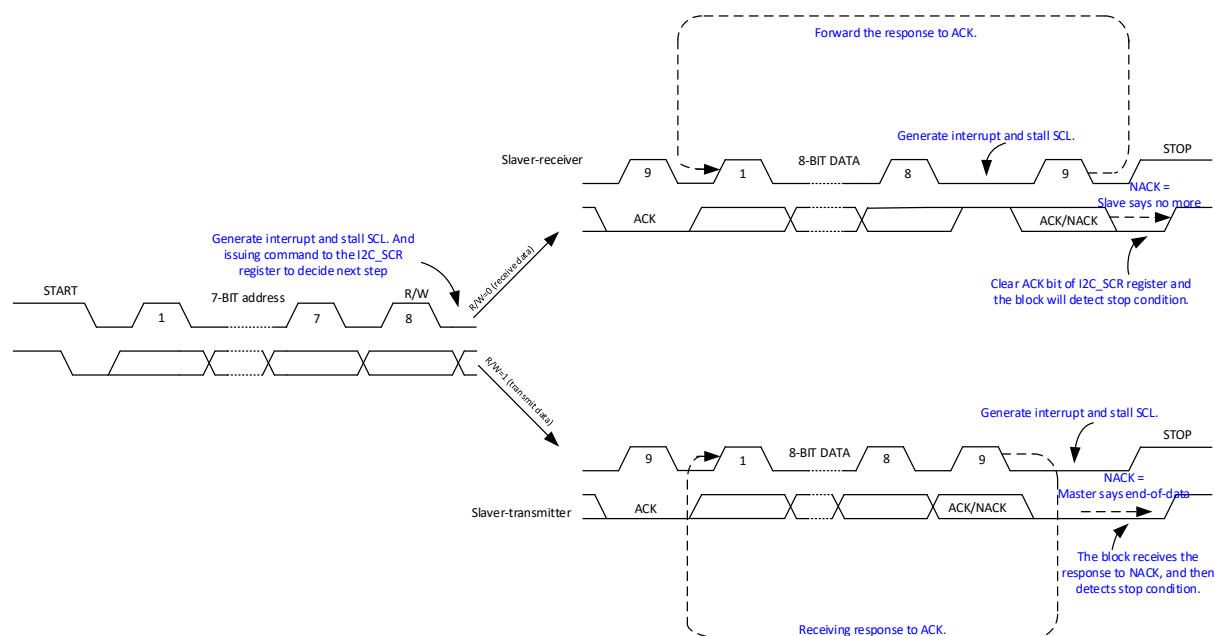 Forward the response to ACK.
Generate interrupt and stall SCL.
Slaver-receiver
8-BIT DATA
STOP
9
1
8
9
NACK =
Slave says no more
ACK
ACK/NACK
Generate interrupt and stall SCL. And
issuing command to the I2C_SCR
register to decide next step
R/W=0 (receive data)
Clear ACK bit of I2C_SCR register and
the block will detect stop condition.
START
7-BIT address
R/W
1
7
8
R/W=1 (transmit data)
Generate interrupt and stall SCL.
8-BIT DATA
STOP
9
1
8
9
NACK =
Master says end-of-data
ACK
ACK/NACK
Slaver-transmitter
The block receives the
response to NACK, and then
detects stop condition.
Receiving response to ACK.